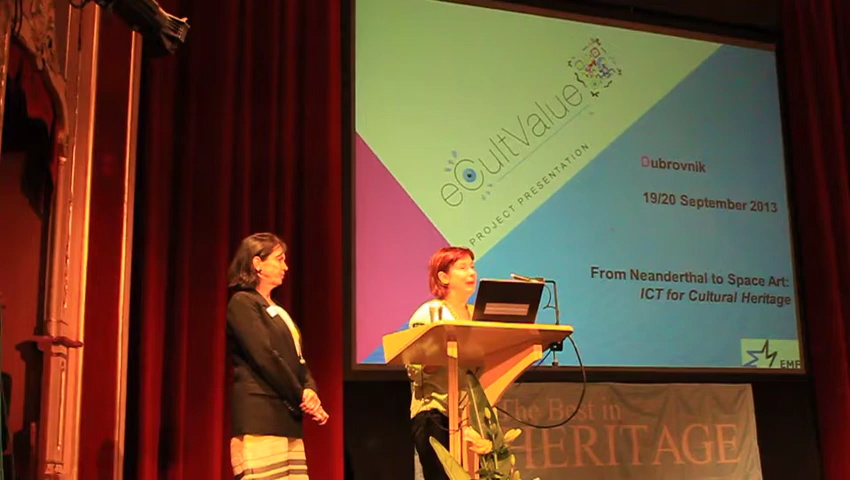 eCultValue
PROJECT PRESENTATION
Dubrovnik
19/20 September 2013
From Neanderthal to Space Art:
ICT for Cultural Heritage
EMF
The Best in
HERITAGE